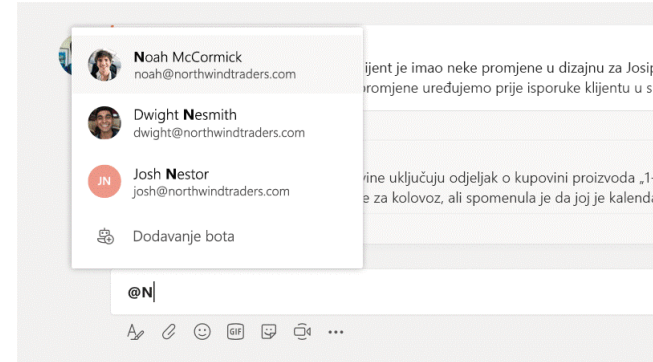 Noah McCormick
noah@northwindtraders.com
ijent je imao neke promjene u dizajnu za Josip
promjene uređujemo prije isporuke klijentu u s
Dwight Nesmith
dwight@northwindtraders.com
JN
Josh Nestor
josh@northwindtraders.com
vine uključuju odjeljak o kupovini proizvoda „1-
e za kolovoz, ali spomenula je da joj je kalenda
Dodavanje bota
@N
GIF